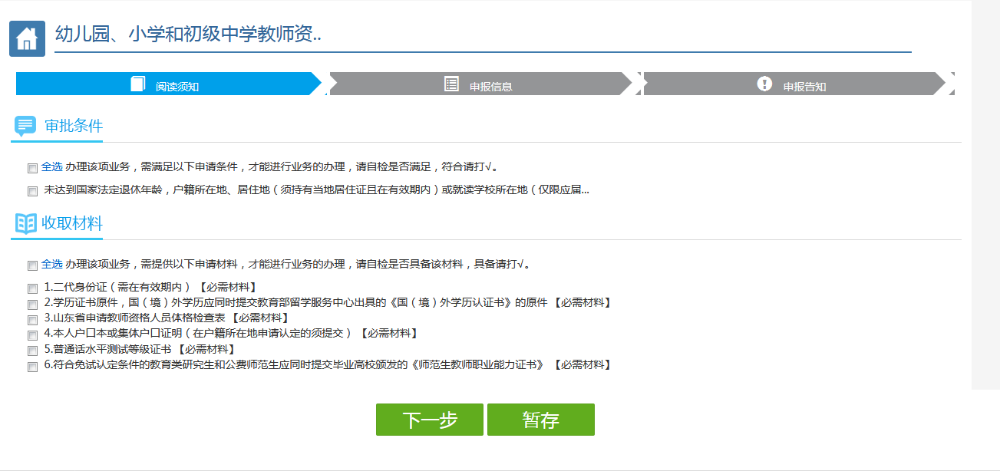 幼儿园、小学和初级中学教师资..
阅读须知
申报信息
申报告知
审批条件
全选 办理该项业务，需满足以下申请条件，才能进行业务的办理，请自检是否满足，符合请打√。
未达到国家法定退休年龄，户籍所在地、居住地（须持有当地居住证且在有效期内）或就读学校所在地（仅限应届...
收取材料
全选 办理该项业务，需提供以下申请材料，才能进行业务的办理，请自检是否具备该材料，具备请打√。
1.二代身份证（需在有效期内）【必需材料】
2.学历证书原件，国（境）外学历应同时提交教育部留学服务中心出具的《国（境）外学历认证书》的原件 【必需材料】
3.山东省申请教师资格人员体格检查表 【必需材料】
4.本人户口本或集体户口证明（在户籍所在地申请认定的须提交）【必需材料】
5.普通话水平测试等级证书 【必需材料】
6.符合免试认定条件的教育类研究生和公费师范生应同时提交毕业高校颁发的《师范生教师职业能力证书》 【必需材料】
下一步
暂存